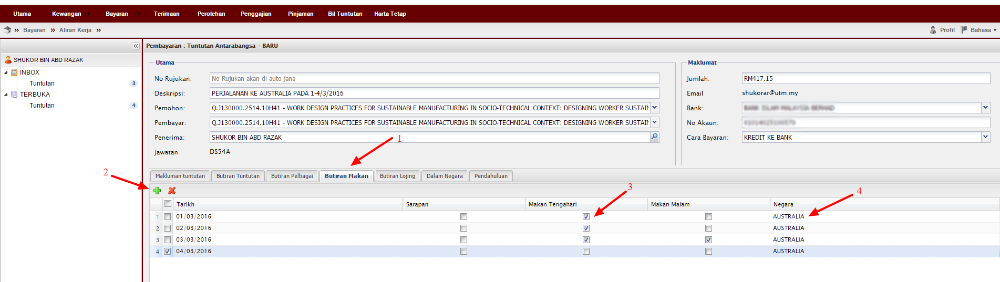 Utama Kewangan Bayaran Terimaan Perolehan Penggajian Pinjaman Bil Tuntutan Harta Tetap
Bayaran Aliran Kerja Profil Bahasa
Pembayaran : Tuntutan Antarabangsa - BARU
SHUKOR BIN ABD RAZAK
INBOX
Tuntutan 3
TERBUKA
Tuntutan 4
Utama
No Rujukan: No Rujukan akan di auto-jana
Deskripsi: PERJALANAN KE AUSTRALIA PADA 1-4/3/2016
Pemohon: Q.J130000.2514.10H41 - WORK DESIGN PRACTICES FOR SUSTAINABLE MANUFACTURING IN SOCIO-TECHNICAL CONTEXT: DESIGNING WORKER SUSTAIN
Pembayar: Q.J130000.2514.10H41 - WORK DESIGN PRACTICES FOR SUSTAINABLE MANUFACTURING IN SOCIO-TECHNICAL CONTEXT: DESIGNING WORKER SUSTAIN
Penerima: SHUKOR BIN ABD RAZAK
Jawatan DS54A
Maklumat
Jumlah: RM417.15
Email shukorar@utm.my
Bank:
No Akaun:
Cara Bayaran: KREDIT KE BANK
1
2
Makluman tuntutan Butiran Tuntutan Butiran Pelbagai Butiran Makan Butiran Lojing Dalam Negara Pendahuluan
3
4
Tarikh Sarapan Makan Tengahari Makan Malam Negara
1 01/03/2016 AUSTRALIA
2 02/03/2016 AUSTRALIA
3 03/03/2016 AUSTRALIA
4 04/03/2016 AUSTRALIA